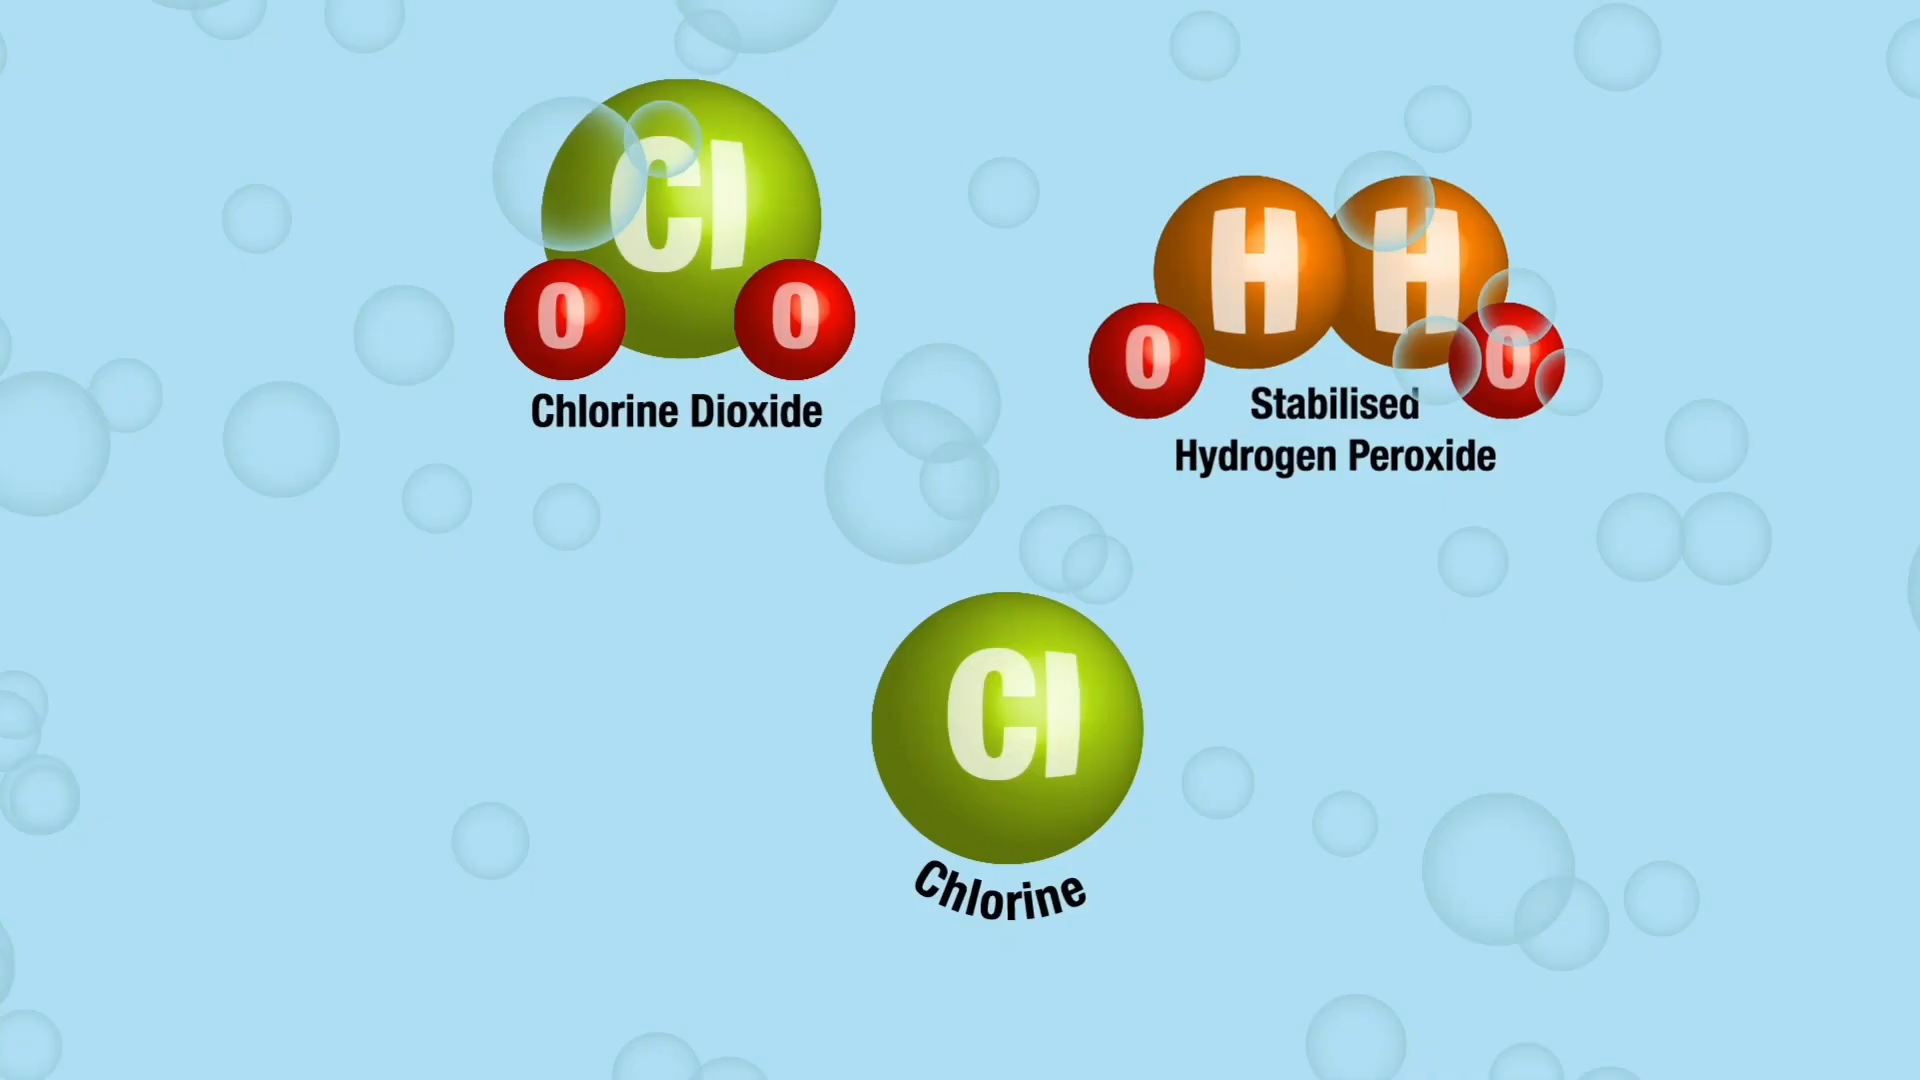 Cl
O O
Chlorine Dioxide
H H
O O
Stabilised
Hydrogen Peroxide
Cl
Chlorine